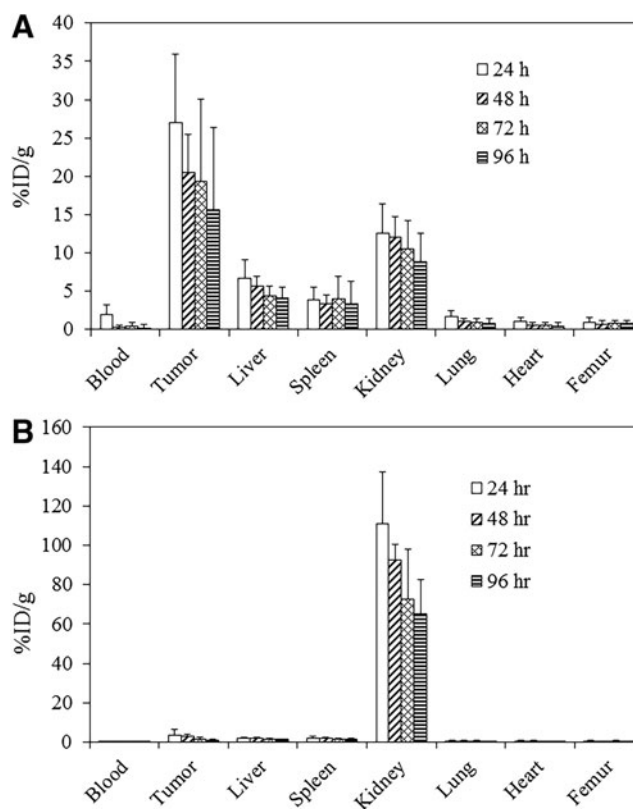 A
40
35
30
25
20
15
10
5
0
%ID/g
24 h
48 h
72 h
96 h
Blood Tumor Liver Spleen Kidney Lung Heart Femur
B
160
140
120
100
80
60
40
20
0
%ID/g
24 hr
48 hr
72 hr
96 hr
Blood Tumor Liver Spleen Kidney Lung Heart Femur